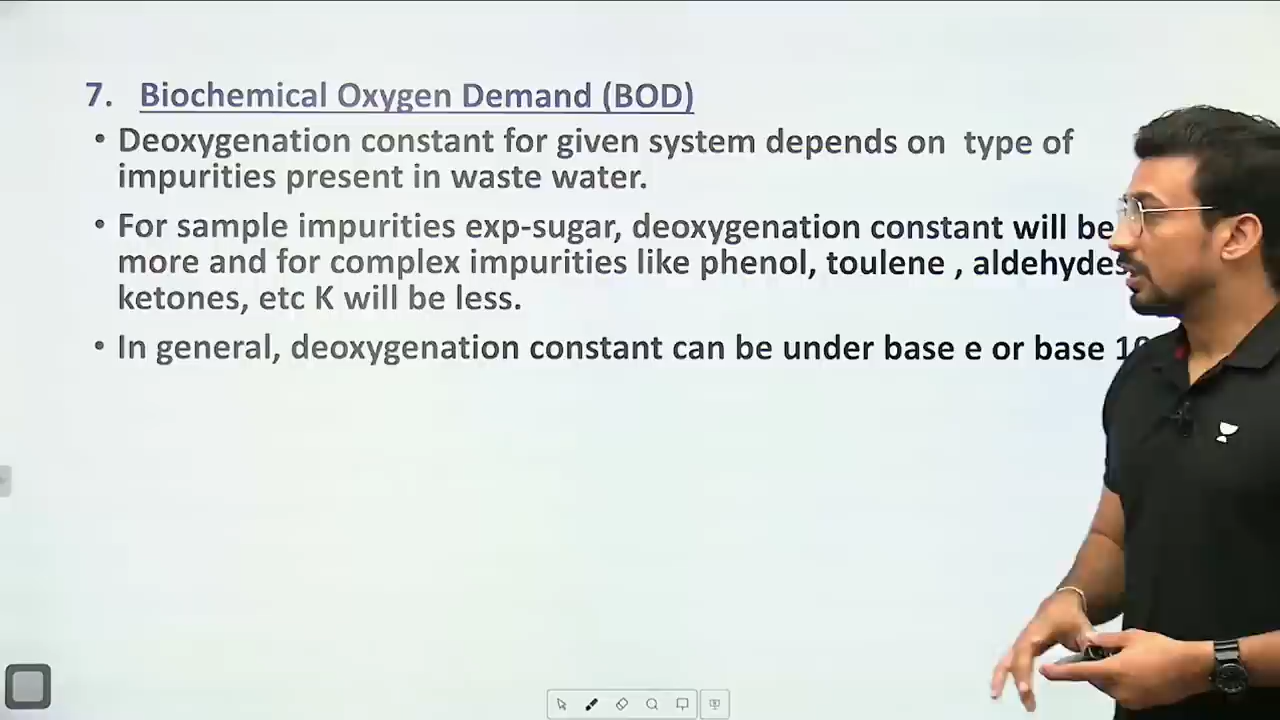 7. Biochemical Oxygen Demand (BOD)
• Deoxygenation constant for given system depends on type of
impurities present in waste water.
• For sample impurities exp-sugar, deoxygenation constant will be
more and for complex impurities like phenol, toulene , aldehydes
ketones, etc K will be less.
• In general, deoxygenation constant can be under base e or base 10